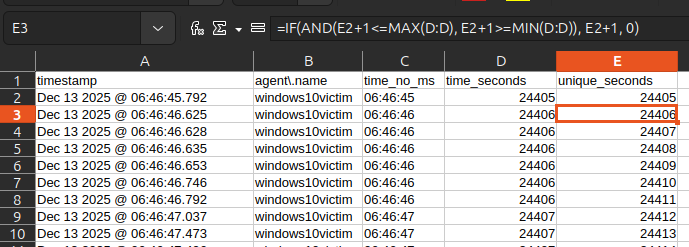 E3 =IF(AND(E2+1<=MAX(D:D), E2+1>=MIN(D:D)), E2+1, 0)
A B C D E
1 timestamp agent\.name time_no_ms time_seconds unique_seconds
2 Dec 13 2025 @ 06:46:45.792 windows10victim 06:46:45 24405 24405
3 Dec 13 2025 @ 06:46:46.625 windows10victim 06:46:46 24406 24406
4 Dec 13 2025 @ 06:46:46.628 windows10victim 06:46:46 24406 24407
5 Dec 13 2025 @ 06:46:46.635 windows10victim 06:46:46 24406 24408
6 Dec 13 2025 @ 06:46:46.653 windows10victim 06:46:46 24406 24409
7 Dec 13 2025 @ 06:46:46.746 windows10victim 06:46:46 24406 24410
8 Dec 13 2025 @ 06:46:46.792 windows10victim 06:46:46 24406 24411
9 Dec 13 2025 @ 06:46:47.037 windows10victim 06:46:47 24407 24412
10 Dec 13 2025 @ 06:46:47.473 windows10victim 06:46:47 24407 24413